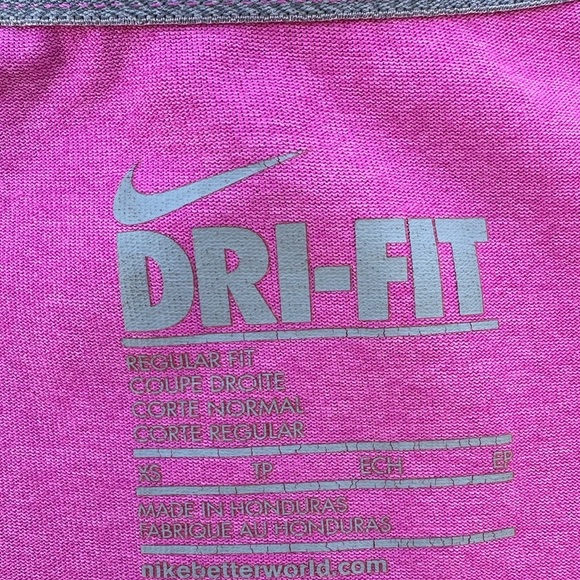 DRI-FIT
REGULAR FIT
COUPE DROITE
CORTE NORMAL
CORTE REGULAR
XS TP ECH EP
MADE IN HONDURAS
FABRIQUE AU HONDURAS
nikebetterworld.com